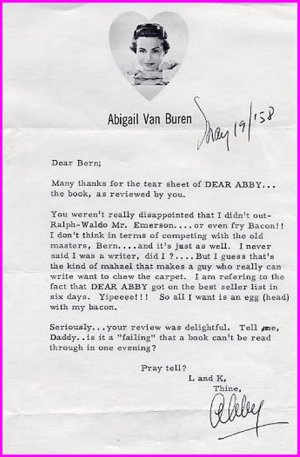 Abigail Van Buren
May 19/'58
Dear Bern;
Many thanks for the tear sheet of DEAR ABBY...
the book, as reviewed by you.
You weren't really disappointed that I didn't out-
Ralph-Waldo Mr. Emerson....or even fry Bacon!!
I don't think in terms of competing with the old
masters, Bern....and it's just as well. I never
said I was a writer, did I ?....But I guess that's
the kind of mahzel that makes a guy who really can
write want to chew the carpet. I am refering to
the fact that DEAR ABBY got on the best seller list in
six days. Yipeeee!!! So all I want is an egg (head)
with my bacon.
Seriously...your review was delightful. Tell me,
Daddy..is it a "failing" that a book can't be read
through in one evening?
Pray tell?
L and K,
Thine,
Abby